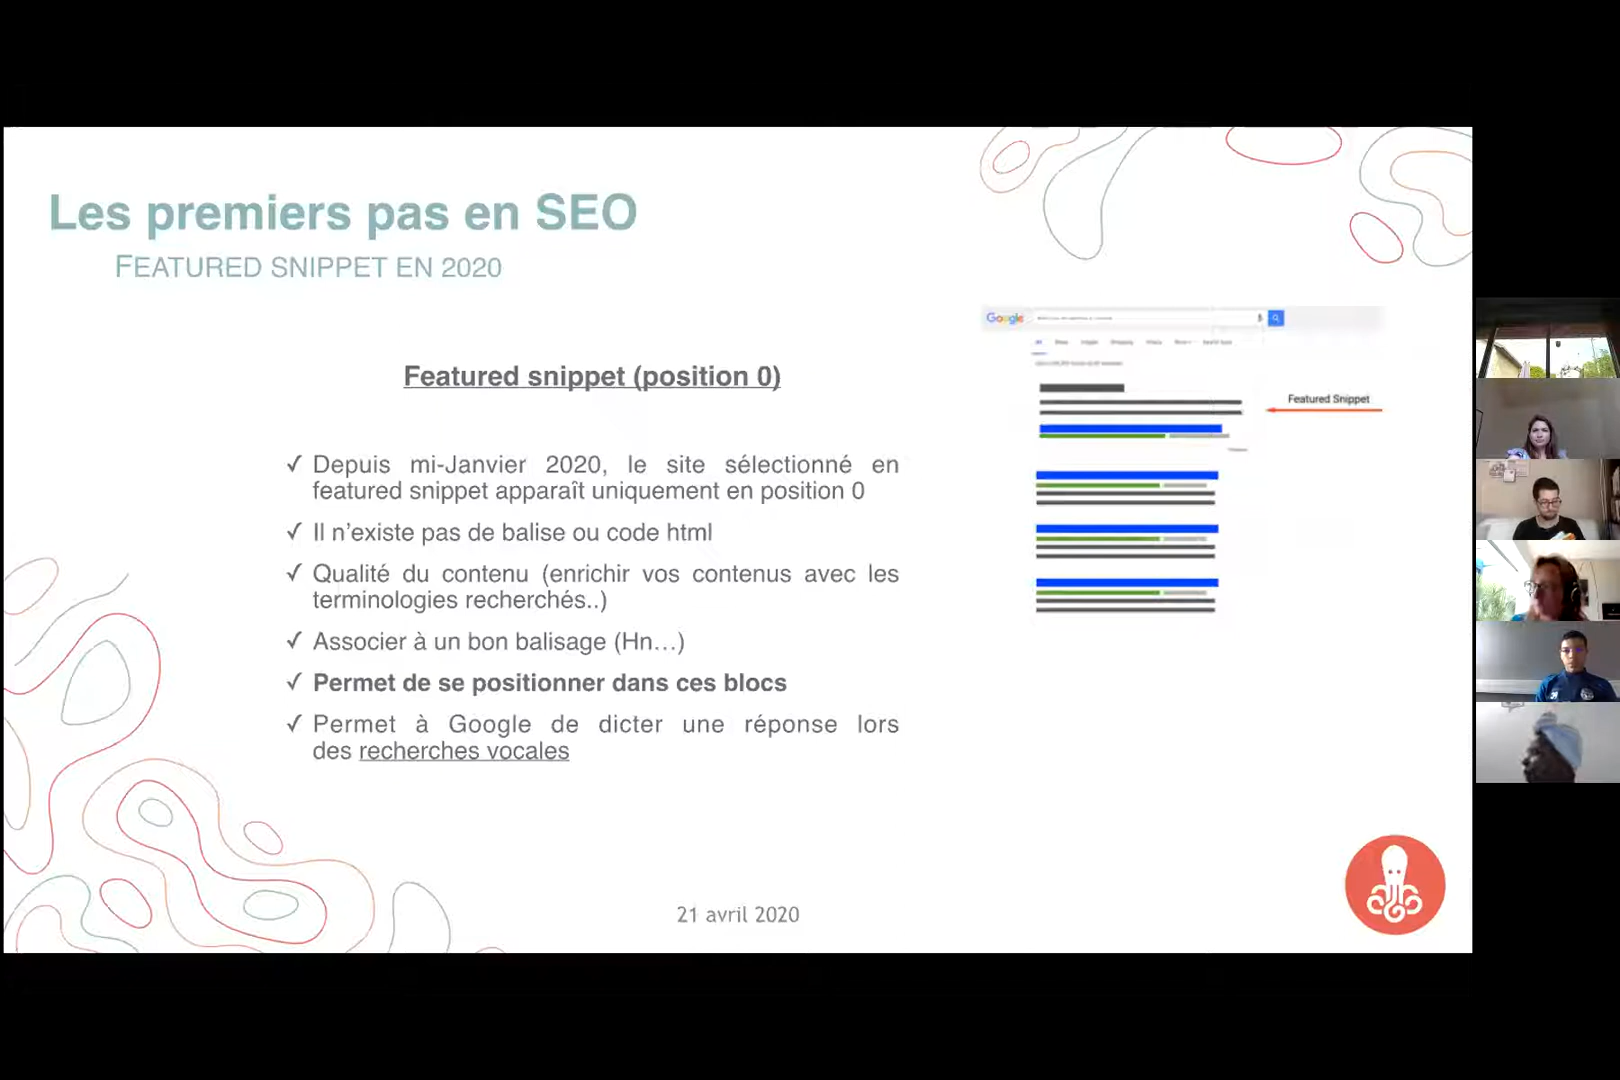 Les premiers pas en SEO
FEATURED SNIPPET EN 2020
Featured snippet (position 0)
✓ Depuis mi-Janvier 2020, le site sélectionné en
featured snippet apparaît uniquement en position 0
✓ Il n’existe pas de balise ou code html
✓ Qualité du contenu (enrichir vos contenus avec les
terminologies recherchés..)
✓ Associer à un bon balisage (Hn…)
✓ Permet de se positionner dans ces blocs
✓ Permet à Google de dicter une réponse lors
des recherches vocales
Google
Featured Snippet
21 avril 2020